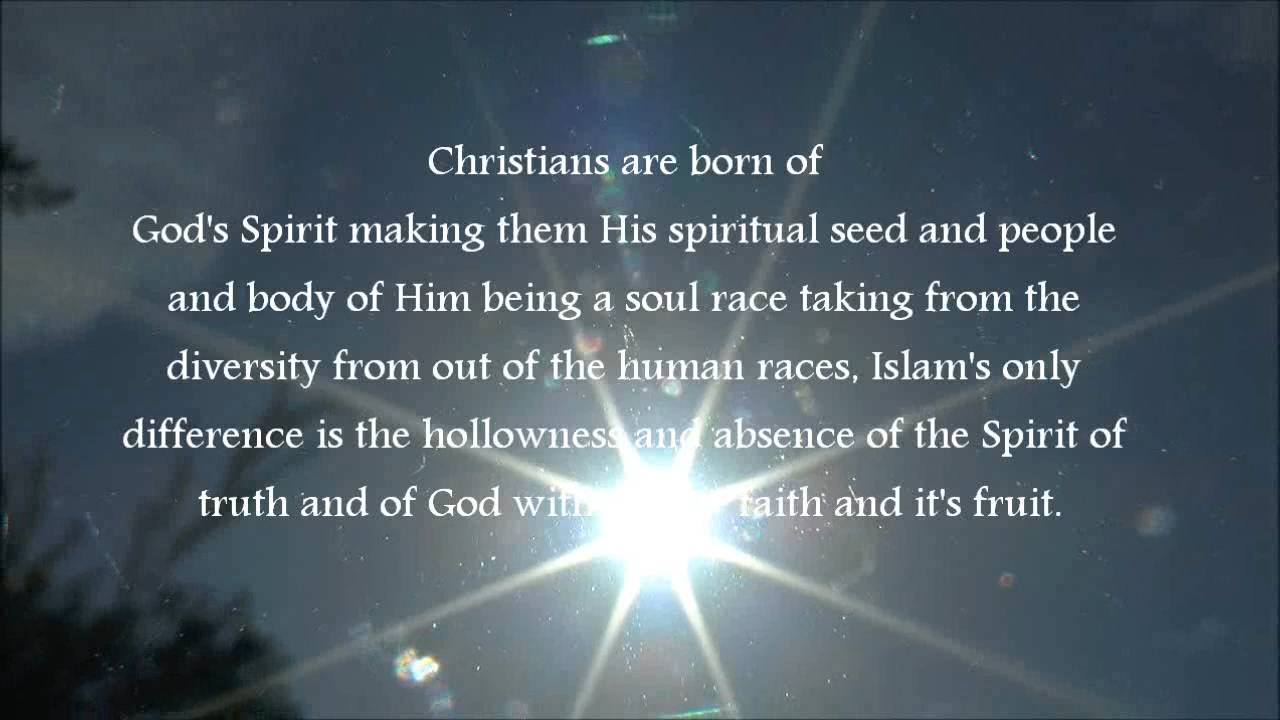 Christians are born of
God's Spirit making them His spiritual seed and people
and body of Him being a soul race taking from the
diversity from out of the human races, Islam's only
difference is the hollowness and absence of the Spirit of
truth and of God faith and it's fruit.